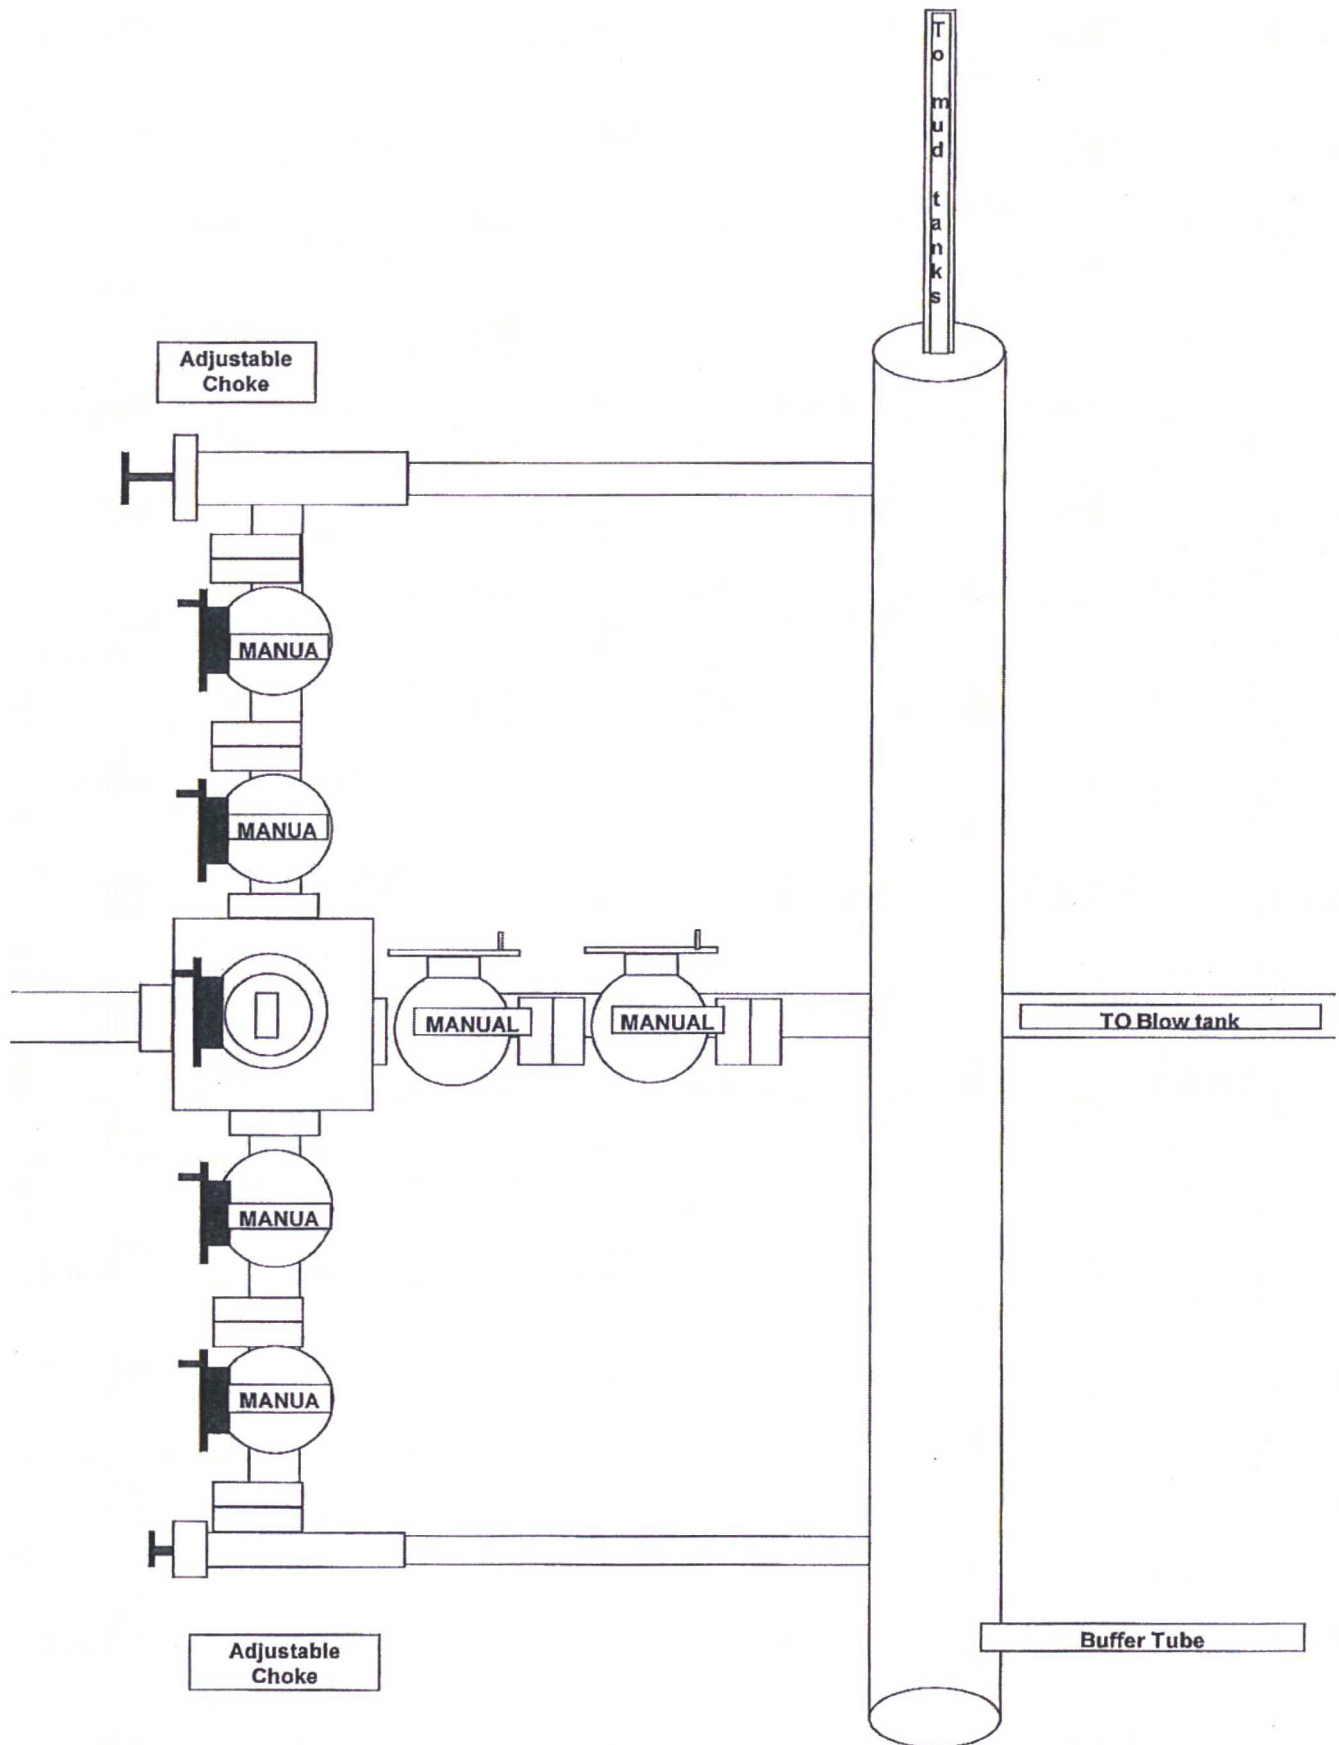 To mud tanks
Adjustable
Choke
MANUA
MANUA
MANUAL
MANUAL
TO Blow tank
MANUA
MANUA
Buffer Tube
Adjustable
Choke